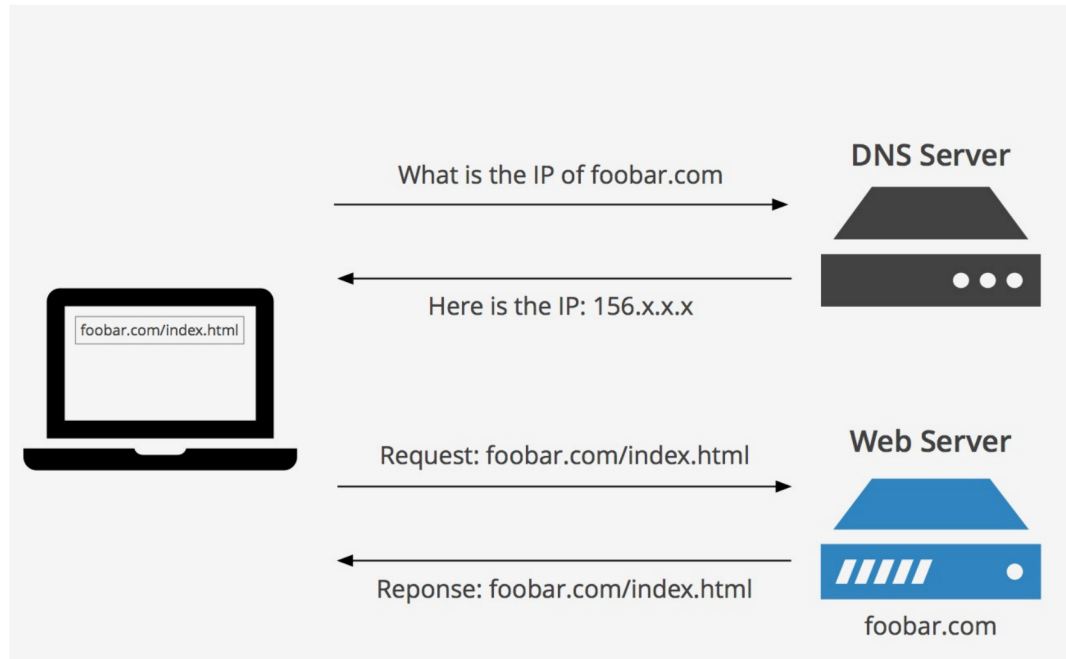 DNS Server
What is the IP of foobar.com
Here is the IP: 156.x.x.x
foobar.com/index.html
Web Server
Request: foobar.com/index.html
Reponse: foobar.com/index.html
foobar.com